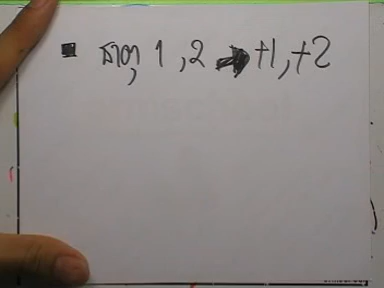 ธาตุ 1 , 2 → +1, +2